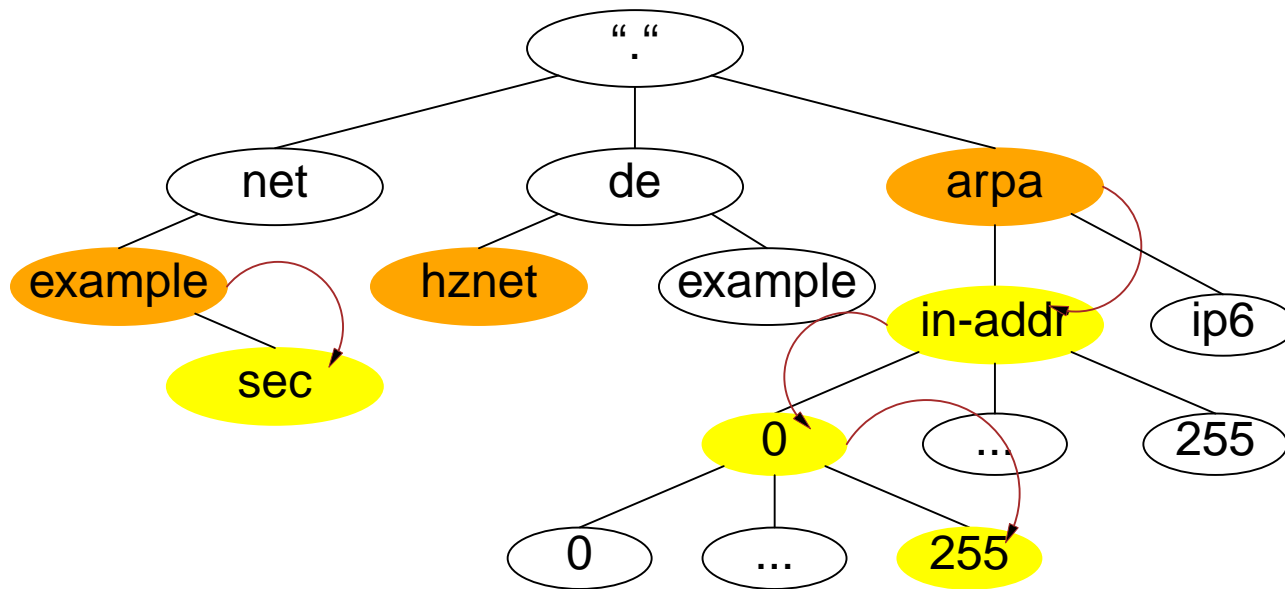 “.“
net
de
arpa
example
hznet
example
in-addr
ip6
sec
0
...
255
0
...
255